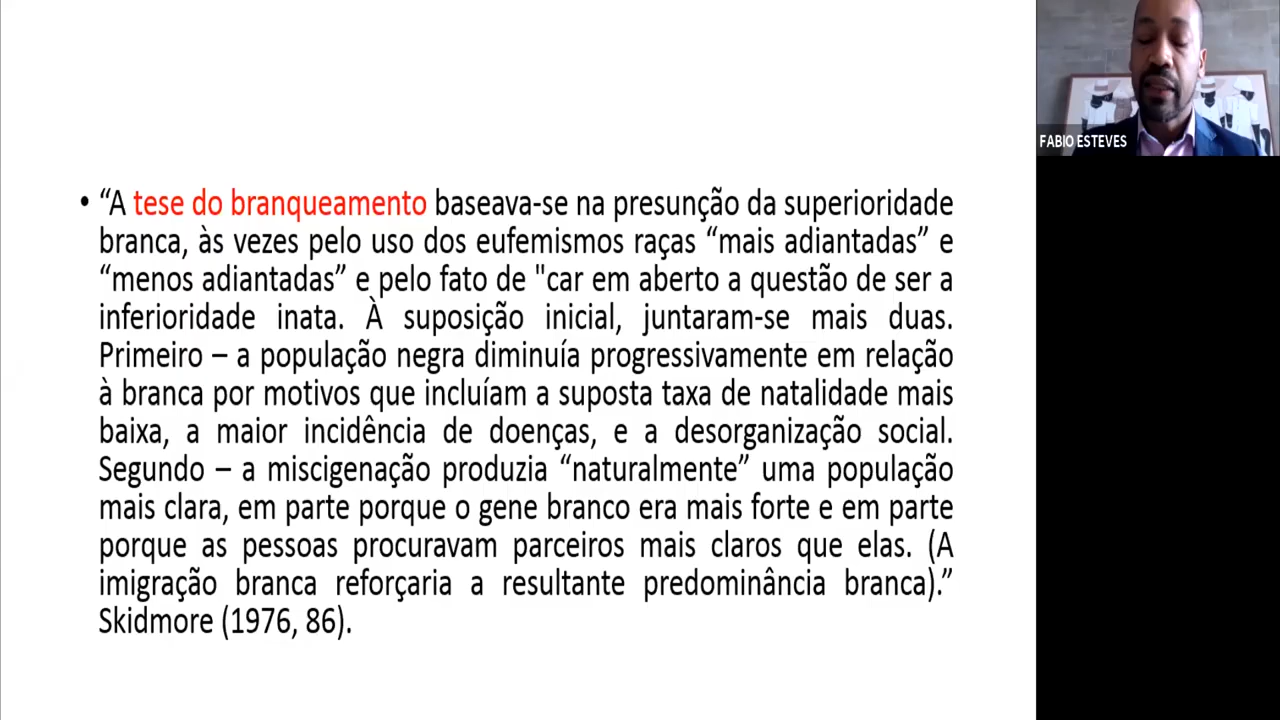 • “A tese do branqueamento baseava-se na presunção da superioridade
branca, às vezes pelo uso dos eufemismos raças “mais adiantadas” e
“menos adiantadas” e pelo fato de "car em aberto a questão de ser a
inferioridade inata. À suposição inicial, juntaram-se mais duas.
Primeiro – a população negra diminuía progressivamente em relação
à branca por motivos que incluíam a suposta taxa de natalidade mais
baixa, a maior incidência de doenças, e a desorganização social.
Segundo – a miscigenação produzia “naturalmente” uma população
mais clara, em parte porque o gene branco era mais forte e em parte
porque as pessoas procuravam parceiros mais claros que elas. (A
imigração branca reforçaria a resultante predominância branca).”
Skidmore (1976, 86).
FABIO ESTEVES